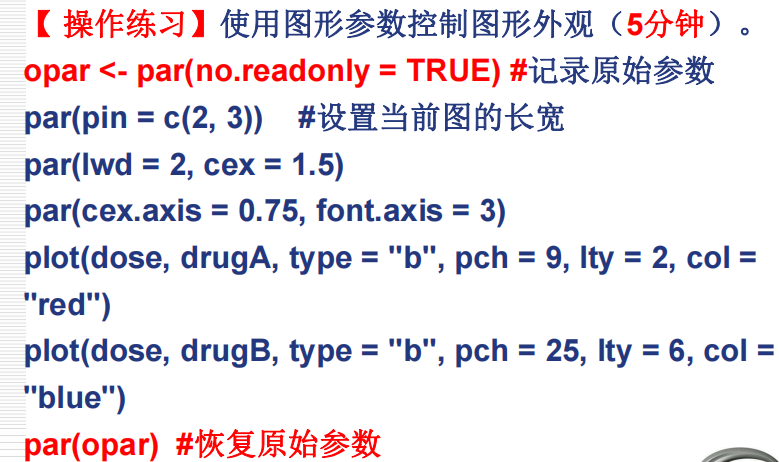 【 操作练习】使用图形参数控制图形外观（5分钟）。
opar <- par(no.readonly = TRUE) #记录原始参数
par(pin = c(2, 3)) #设置当前图的长宽
par(lwd = 2, cex = 1.5)
par(cex.axis = 0.75, font.axis = 3)
plot(dose, drugA, type = "b", pch = 9, lty = 2, col =
"red")
plot(dose, drugB, type = "b", pch = 25, lty = 6, col =
"blue")
par(opar) #恢复原始参数